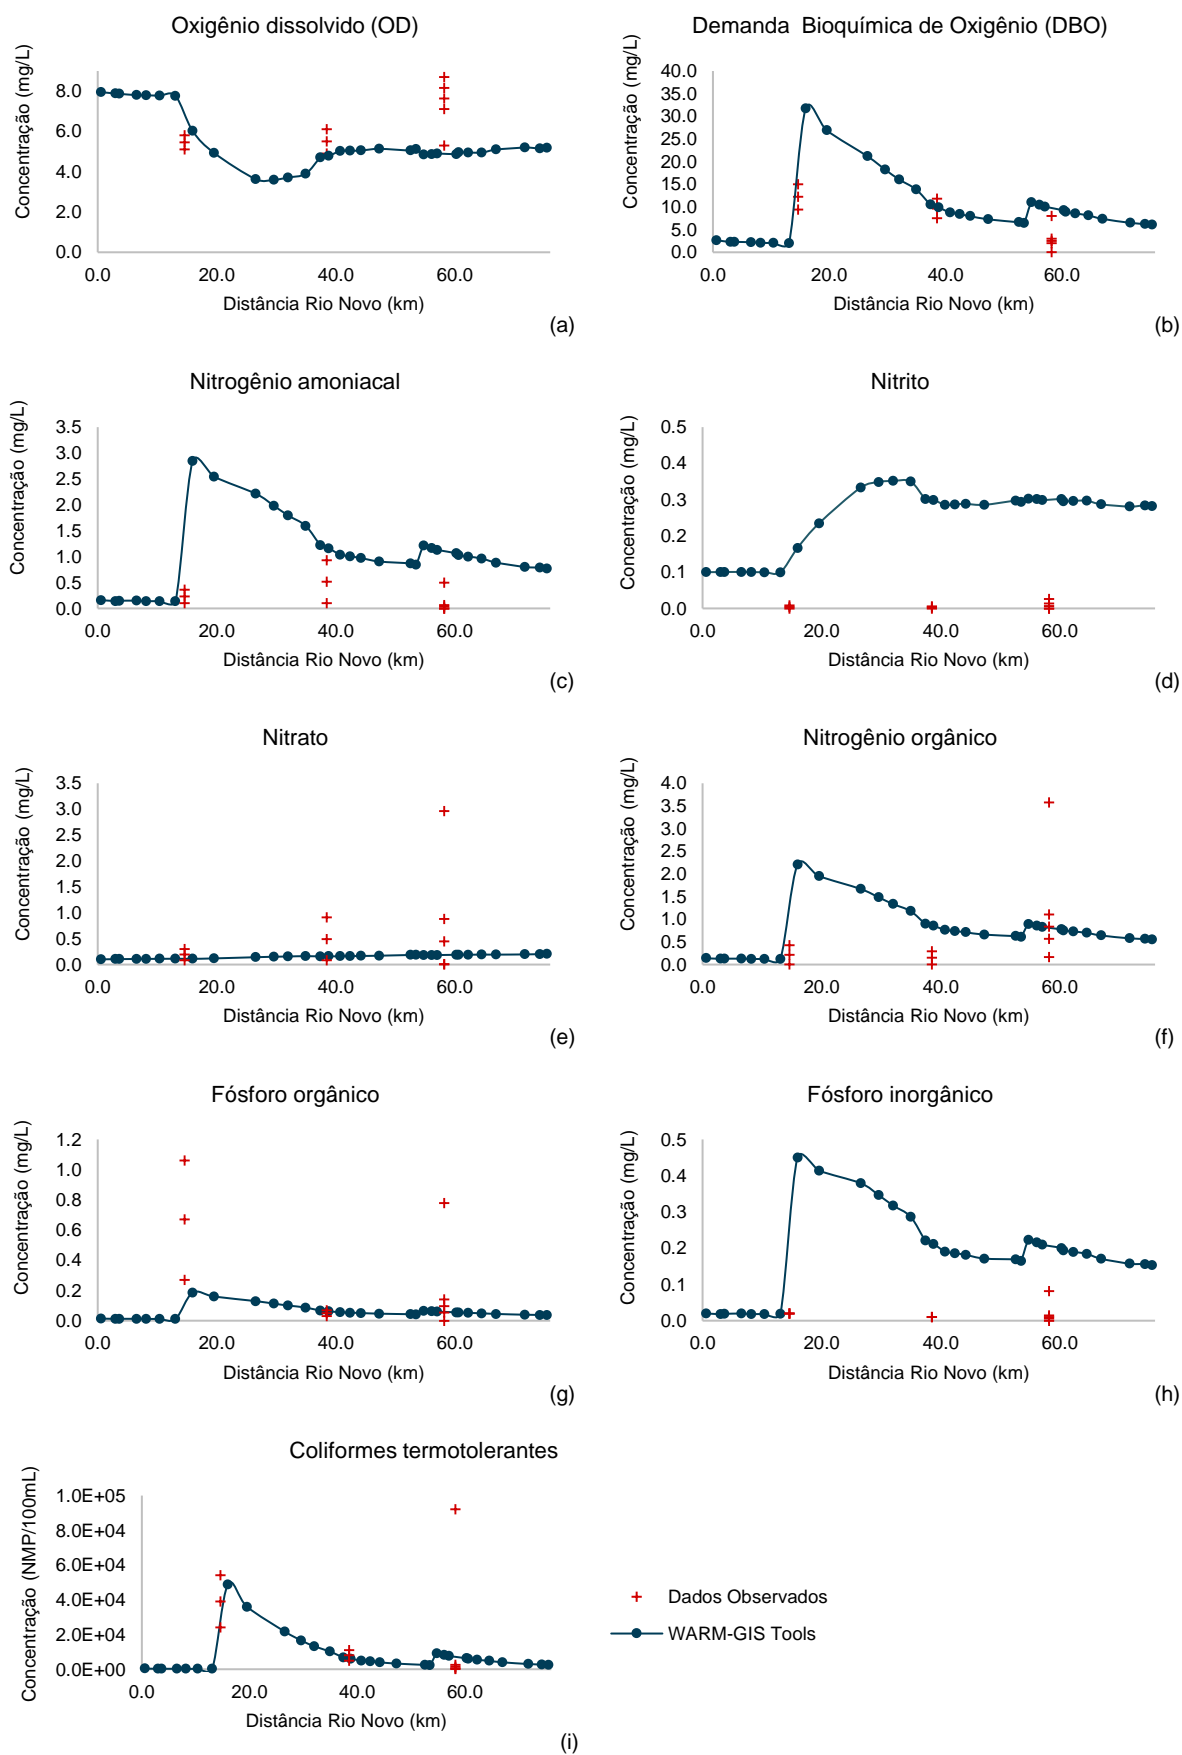 Oxigênio dissolvido (OD)
Concentração (mg/L)
8.0
6.0
4.0
2.0
0.0
0.0 20.0 40.0 60.0
Distância Rio Novo (km)
(a)
Demanda Bioquímica de Oxigênio (DBO)
Concentração (mg/L)
40.0
35.0
30.0
25.0
20.0
15.0
10.0
5.0
0.0
0.0 20.0 40.0 60.0
Distância Rio Novo (km)
(b)
Nitrogênio amoniacal
Concentração (mg/L)
3.5
3.0
2.5
2.0
1.5
1.0
0.5
0.0
0.0 20.0 40.0 60.0
Distância Rio Novo (km)
(c)
Nitrito
Concentração (mg/L)
0.5
0.4
0.3
0.2
0.1
0.0
0.0 20.0 40.0 60.0
Distância Rio Novo (km)
(d)
Nitrato
Concentração (mg/L)
3.5
3.0
2.5
2.0
1.5
1.0
0.5
0.0
0.0 20.0 40.0 60.0
Distância Rio Novo (km)
(e)
Nitrogênio orgânico
Concentração (mg/L)
4.0
3.5
3.0
2.5
2.0
1.5
1.0
0.5
0.0
0.0 20.0 40.0 60.0
Distância Rio Novo (km)
(f)
Fósforo orgânico
Concentração (mg/L)
1.2
1.0
0.8
0.6
0.4
0.2
0.0
0.0 20.0 40.0 60.0
Distância Rio Novo (km)
(g)
Fósforo inorgânico
Concentração (mg/L)
0.5
0.4
0.3
0.2
0.1
0.0
0.0 20.0 40.0 60.0
Distância Rio Novo (km)
(h)
Coliformes termotolerantes
Concentração (NMP/100mL)
1.0E+05
8.0E+04
6.0E+04
4.0E+04
2.0E+04
0.0E+00
0.0 20.0 40.0 60.0
Distância Rio Novo (km)
(i)
Dados Observados
WARM-GIS Tools